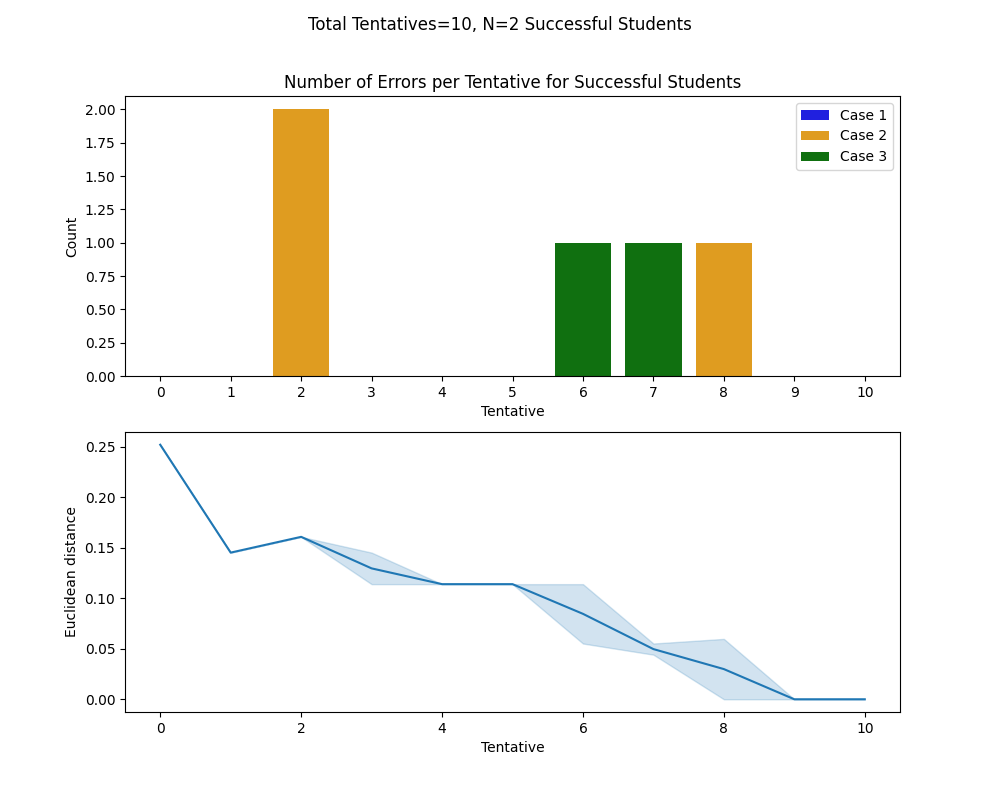 Total Tentatives=10, N=2 Successful Students
Number of Errors per Tentative for Successful Students
2.00
1.75
1.50
1.25
1.00
0.75
0.50
0.25
0.00
Count
Case 1
Case 2
Case 3
0 1 2 3 4 5 6 7 8 9 10
Tentative
0.25
0.20
0.15
0.10
0.05
0.00
Euclidean distance
0 2 4 6 8 10
Tentative